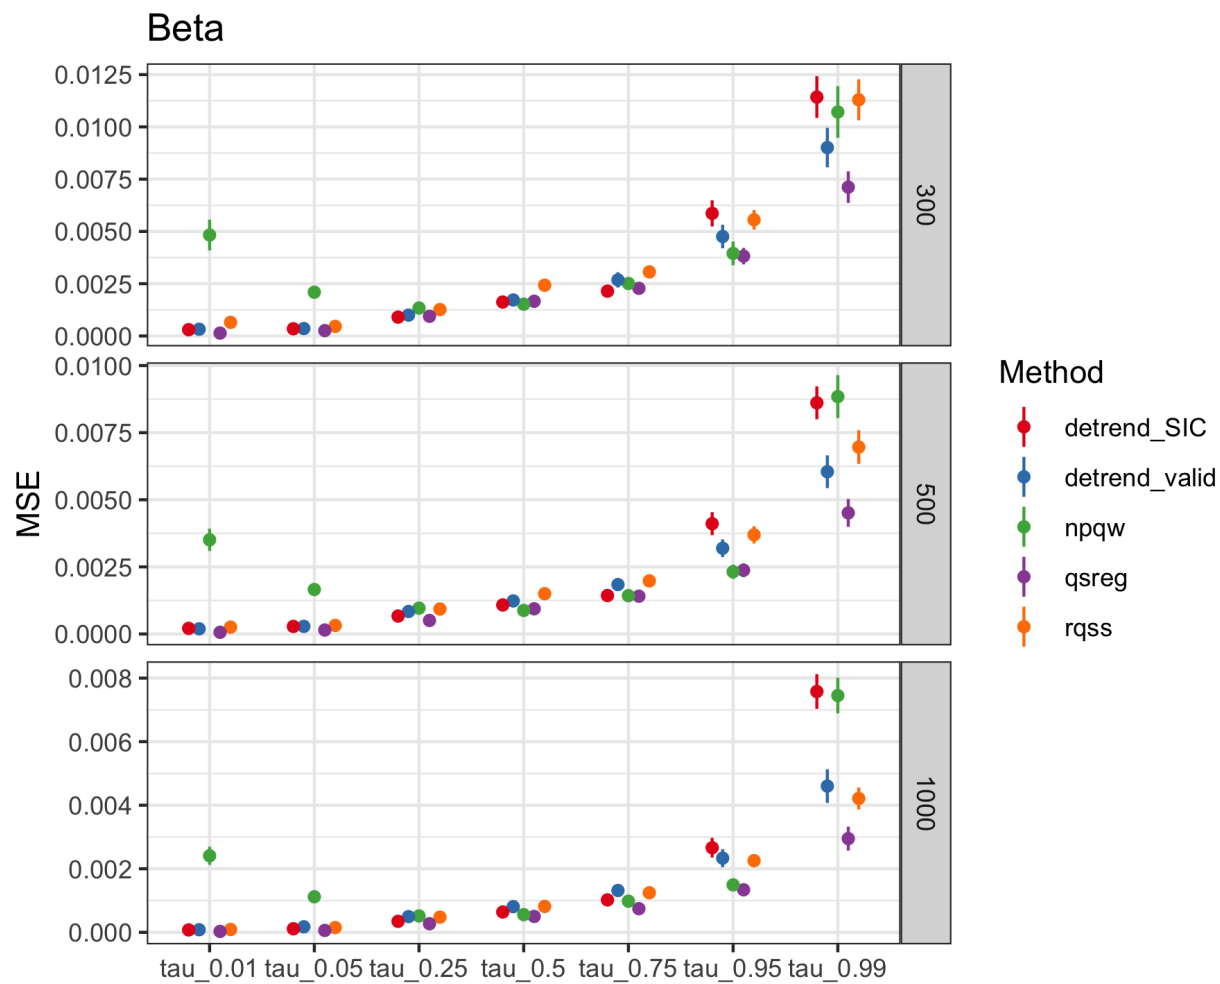 Beta
MSE
0.0125
0.0100
0.0075
0.0050
0.0025
0.0000
300
0.0100
0.0075
0.0050
0.0025
0.0000
500
0.008
0.006
0.004
0.002
0.000
1000
tau_0.01 tau_0.05 tau_0.25 tau_0.5 tau_0.75 tau_0.95 tau_0.99
Method
detrend_SIC
detrend_valid
npqw
qsreg
rqss